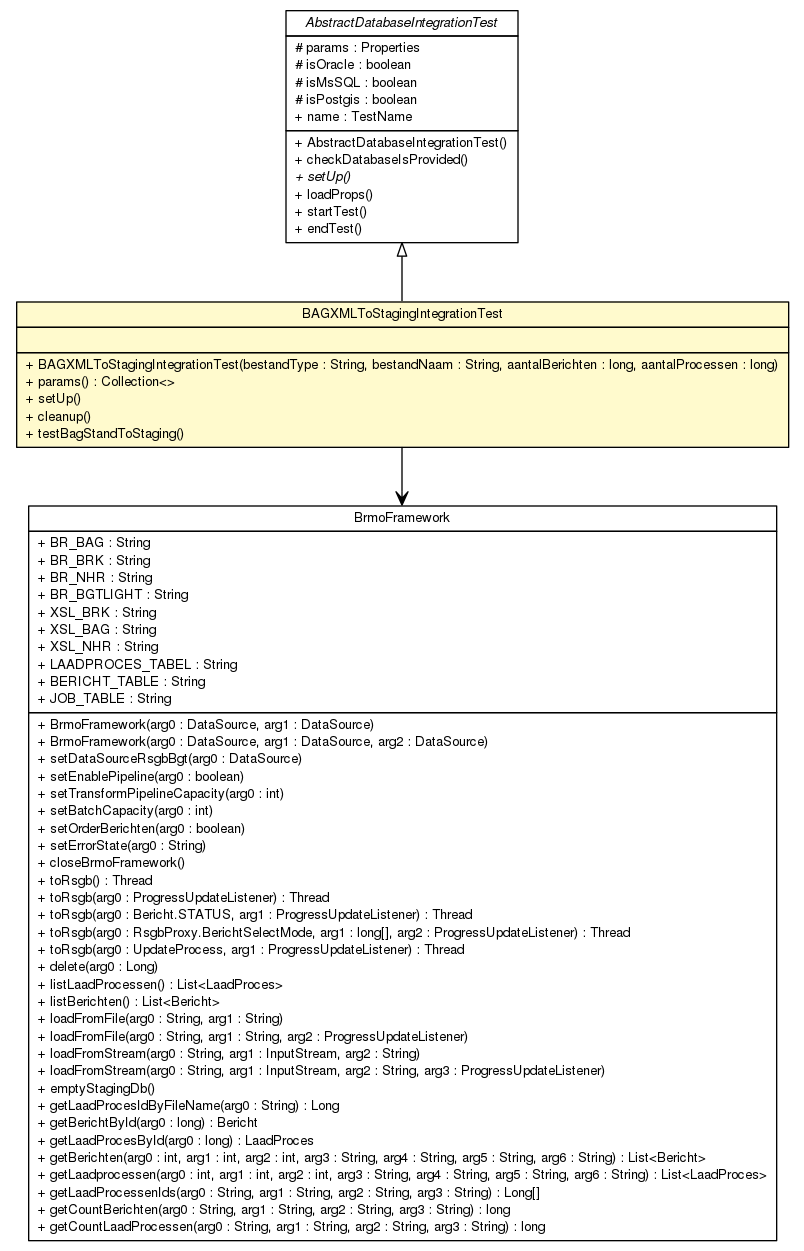 AbstractDatabaseIntegrationTest
# params : Properties
# isOracle : boolean
# isMsSQL : boolean
# isPostgis : boolean
+ name : TestName
+ AbstractDatabaseIntegrationTest()
+ checkDatabaseIsProvided()
+ setUp()
+ loadProps()
+ startTest()
+ endTest()
BAGXMLToStagingIntegrationTest
+ BAGXMLToStagingIntegrationTest(bestandType : String, bestandNaam : String, aantalBerichten : long, aantalProcessen : long)
+ params() : Collection<>
+ setUp()
+ cleanup()
+ testBagStandToStaging()
BrmoFramework
+ BR_BAG : String
+ BR_BRK : String
+ BR_NHR : String
+ BR_BGTLIGHT : String
+ XSL_BRK : String
+ XSL_BAG : String
+ XSL_NHR : String
+ LAADPROCES_TABEL : String
+ BERICHT_TABLE : String
+ JOB_TABLE : String
+ BrmoFramework(arg0 : DataSource, arg1 : DataSource)
+ BrmoFramework(arg0 : DataSource, arg1 : DataSource, arg2 : DataSource)
+ setDataSourceRsgbBgt(arg0 : DataSource)
+ setEnablePipeline(arg0 : boolean)
+ setTransformPipelineCapacity(arg0 : int)
+ setBatchCapacity(arg0 : int)
+ setOrderBerichten(arg0 : boolean)
+ setErrorState(arg0 : String)
+ closeBrmoFramework()
+ toRsgb() : Thread
+ toRsgb(arg0 : ProgressUpdateListener) : Thread
+ toRsgb(arg0 : Bericht.STATUS, arg1 : ProgressUpdateListener) : Thread
+ toRsgb(arg0 : RsgbProxy.BerichtSelectMode, arg1 : long[], arg2 : ProgressUpdateListener) : Thread
+ toRsgb(arg0 : UpdateProcess, arg1 : ProgressUpdateListener) : Thread
+ delete(arg0 : Long)
+ listLaadProcessen() : List<LaadProces>
+ listBerichten() : List<Bericht>
+ loadFromFile(arg0 : String, arg1 : String)
+ loadFromFile(arg0 : String, arg1 : String, arg2 : ProgressUpdateListener)
+ loadFromStream(arg0 : String, arg1 : InputStream, arg2 : String)
+ loadFromStream(arg0 : String, arg1 : InputStream, arg2 : String, arg3 : ProgressUpdateListener)
+ emptyStagingDb()
+ getLaadProcesIdByFileName(arg0 : String) : Long
+ getBerichtById(arg0 : long) : Bericht
+ getLaadProcesById(arg0 : long) : LaadProces
+ getBerichten(arg0 : int, arg1 : int, arg2 : int, arg3 : String, arg4 : String, arg5 : String, arg6 : String) : List<Bericht>
+ getLaadprocessen(arg0 : int, arg1 : int, arg2 : int, arg3 : String, arg4 : String, arg5 : String, arg6 : String) : List<LaadProces>
+ getLaadProcessenIds(arg0 : String, arg1 : String, arg2 : String, arg3 : String) : Long[]
+ getCountBerichten(arg0 : String, arg1 : String, arg2 : String, arg3 : String) : long
+ getCountLaadProcessen(arg0 : String, arg1 : String, arg2 : String, arg3 : String) : long